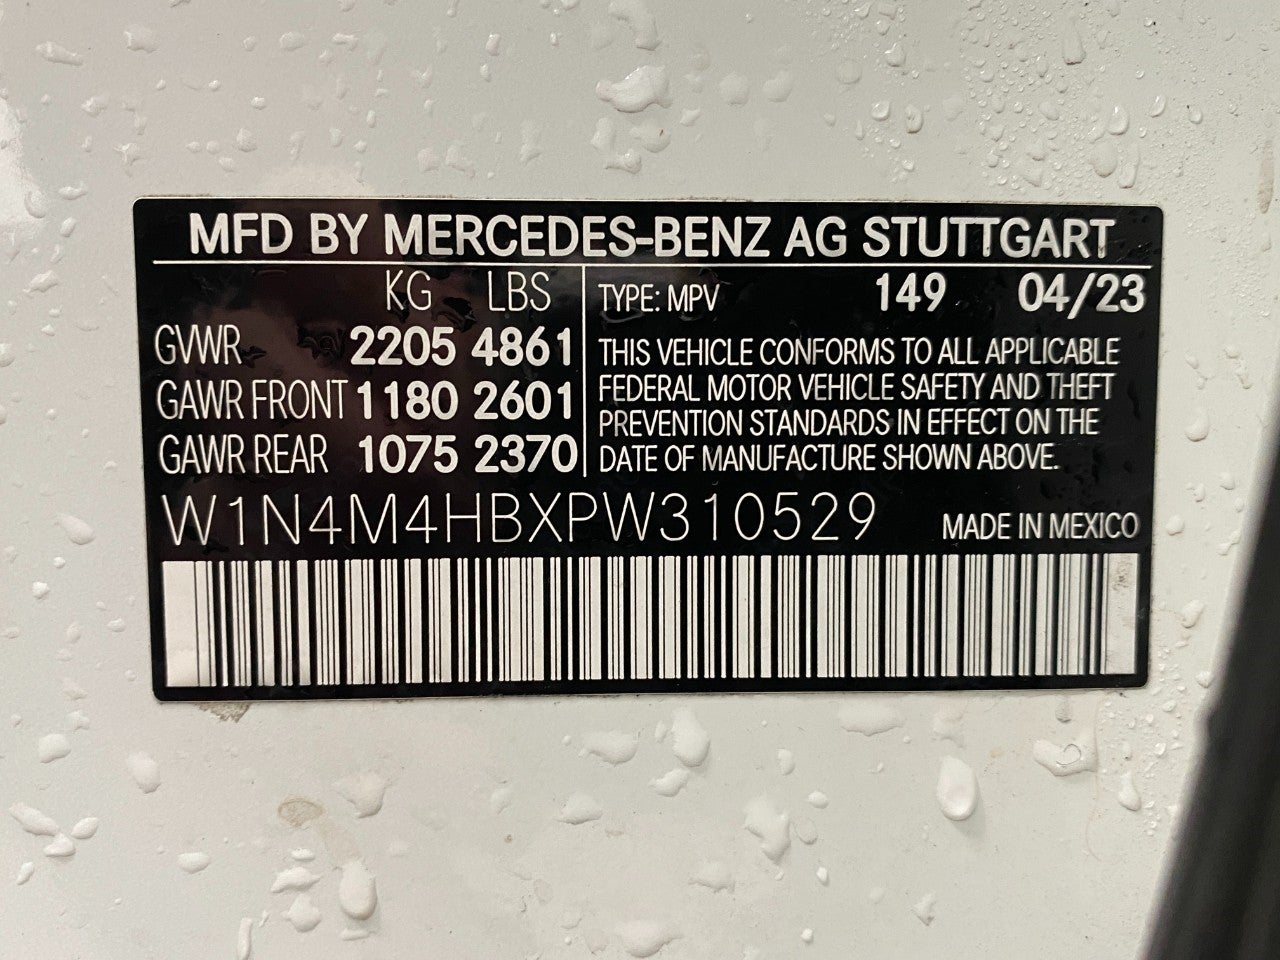 MFD BY MERCEDES-BENZ AG STUTTGART
KG LBS
GVWR 2205 4861
GAWR FRONT 1180 2601
GAWR REAR 1075 2370
TYPE: MPV 149 04/23
THIS VEHICLE CONFORMS TO ALL APPLICABLE
FEDERAL MOTOR VEHICLE SAFETY AND THEFT
PREVENTION STANDARDS IN EFFECT ON THE
DATE OF MANUFACTURE SHOWN ABOVE.
W1N4M4HBXPW310529 MADE IN MEXICO